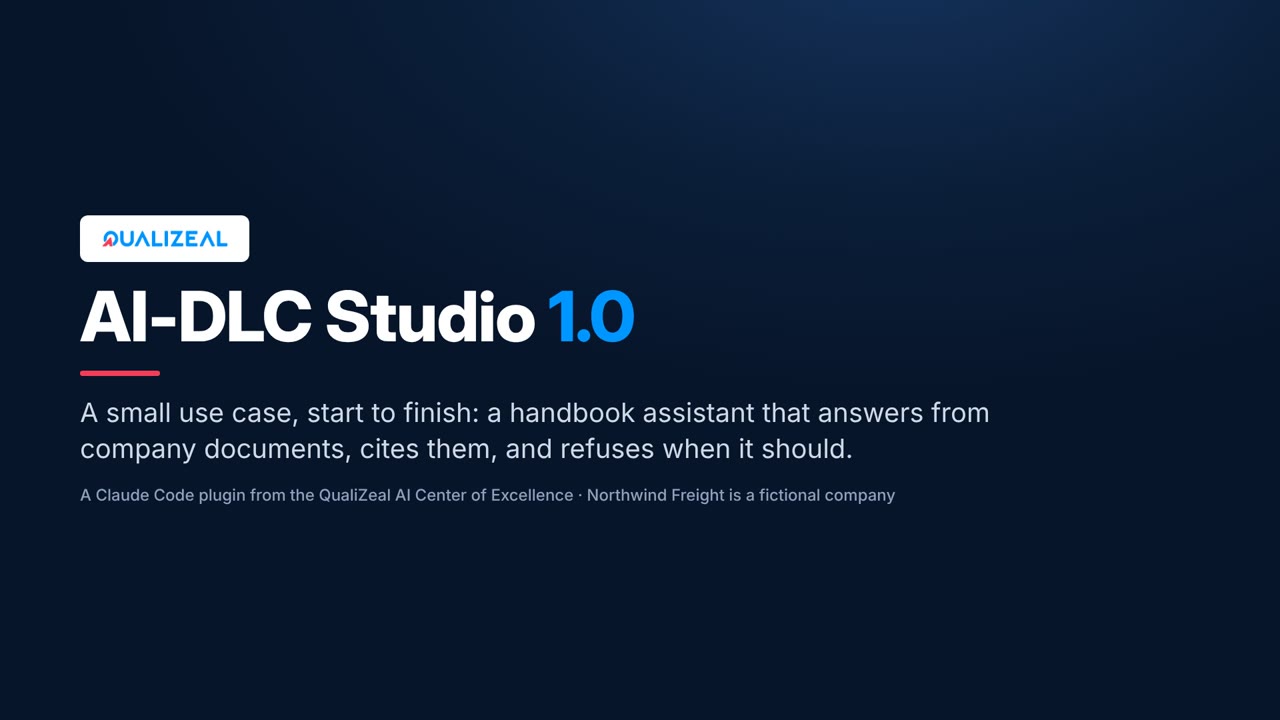 QUALIZEAL
AI-DLC Studio 1.0
A small use case, start to finish: a handbook assistant that answers from
company documents, cites them, and refuses when it should.
A Claude Code plugin from the QualiZeal AI Center of Excellence · Northwind Freight is a fictional company